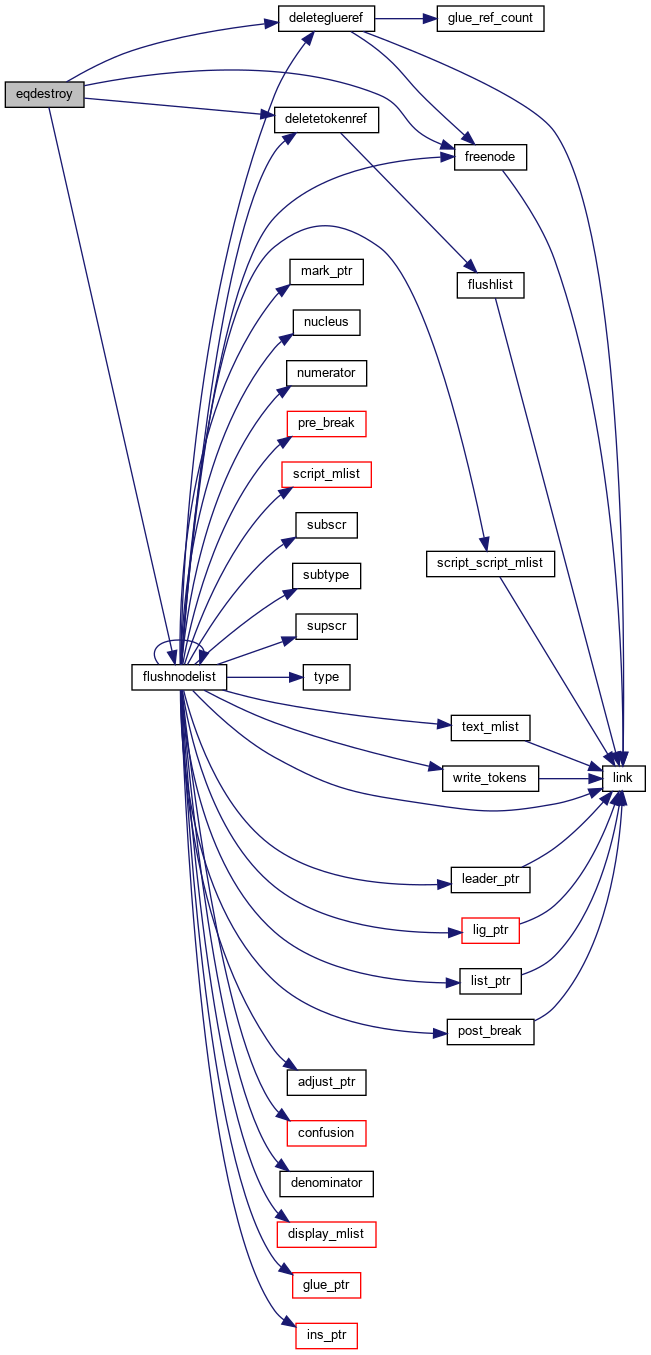 deleteglueref
glue_ref_count
eqdestroy
deletetokenref
freenode
mark_ptr
flushlist
nucleus
numerator
pre_break
script_mlist
subscr
script_script_mlist
subtype
supscr
flushnodelist
type
text_mlist
write_tokens
link
leader_ptr
lig_ptr
list_ptr
post_break
adjust_ptr
confusion
denominator
display_mlist
glue_ptr
ins_ptr